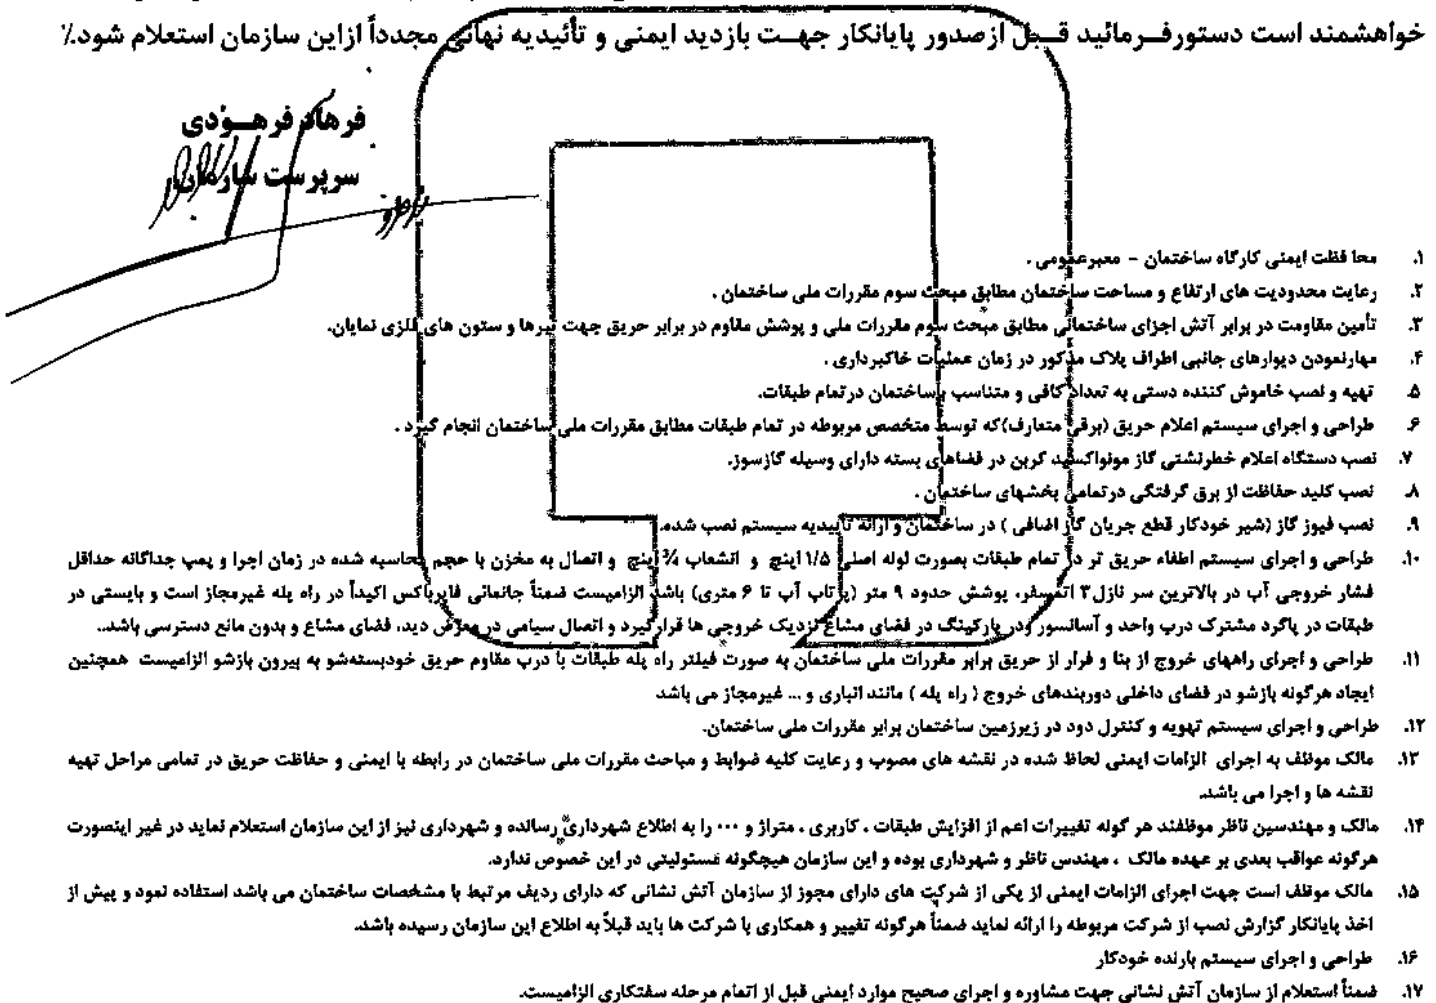 خواهشمند است دستورفــرمائید قــبل ازصدور پایانکار جهــت بازدید ایمنی و تأئیدیه نهائی مجدداً ازاین سازمان استعلام شود٪
فرهاد فرهــودی
سرپرست سازمان
۱. محا فظت ایمنی کارگاه ساختمان - معبرعمومی .
۲. رعایت محدودیت های ارتفاع و مساحت ساختمان مطابق مبحث سوم مقررات ملی ساختمان .
۳. تأمین مقاومت در برابر آتش اجزای ساختمانی مطابق مبحث سوم مقررات ملی و پوشش مقاوم در برابر حریق جهت تیرها و ستون های فلزی نمایان.
۴. مهارنمودن دیوارهای جانبی اطراف پلاک مذکور در زمان عملیات خاکبرداری .
۵. تهیه و نصب خاموش کننده دستی به تعداد کافی و متناسب باساختمان درتمام طبقات.
۶. طراحی و اجرای سیستم اعلام حریق (برقی متعارف)که توسط متخصص مربوطه در تمام طبقات مطابق مقررات ملی ساختمان انجام گیرد .
۷. نصب دستگاه اعلام خطرنشتی گاز مونواکسید کربن در فضاهای بسته دارای وسیله گازسوز.
۸. نصب کلید حفاظت از برق گرفتگی درتمامی بخشهای ساختمان .
۹. نصب فیوز گاز (شیر خودکار قطع جریان گاز اضافی ) در ساختمان و ارائه تأییدیه سیستم نصب شده.
۱۰. طراحی و اجرای سیستم اطفاء حریق تر در تمام طبقات بصورت لوله اصلی ۱/۵ اینچ و انشعاب ¾ اینچ و اتصال به مخزن با حجم محاسبه شده در زمان اجرا و پمپ جداگانه حداقل
فشار خروجی آب در بالاترین سر نازل ۳ اتمسفر، پوشش حدود ۹ متر (پرتاب آب تا ۶ متری) باشد الزامیست ضمناً جانمائی فایرباکس اکیداً در راه پله غیرمجاز است و بایستی در
طبقات در پاگرد مشترک درب واحد و آسانسور ودر پارکینگ در فضای مشاع نزدیک خروجی ها قرارگیرد و اتصال سیامی در معرض دید، فضای مشاع و بدون مانع دسترسی باشد..
۱۱. طراحی و اجرای راههای خروج از بنا و فرار از حریق برابر مقررات ملی ساختمان به صورت فیلتر راه پله طبقات با درب مقاوم حریق خودبسته‌شو به بیرون بازشو الزامیست همچنین
ایجاد هرگونه بازشو در فضای داخلی دوربندهای خروج ( راه پله ) مانند انباری و ... غیرمجاز می باشد
۱۲. طراحی و اجرای سیستم تهویه و کنترل دود در زیرزمین ساختمان برابر مقررات ملی ساختمان.
۱۳. مالک موظف به اجرای الزامات ایمنی لحاظ شده در نقشه های مصوب و رعایت کلیه ضوابط و مباحث مقررات ملی ساختمان در رابطه با ایمنی و حفاظت حریق در تمامی مراحل تهیه
نقشه ها و اجرا می باشد.
۱۴. مالک و مهندسین ناظر موظفند هر گونه تغییرات اعم از افزایش طبقات ، کاربری ، متراژ و ۰۰۰ را به اطلاع شهرداری رسانده و شهرداری نیز از این سازمان استعلام نماید در غیر اینصورت
هرگونه عواقب بعدی بر عهده مالک ، مهندس ناظر و شهرداری بوده و این سازمان هیچگونه مسئولیتی در این خصوص ندارد.
۱۵. مالک موظف است جهت اجرای الزامات ایمنی از یکی از شرکت های دارای مجوز از سازمان آتش نشانی که دارای ردیف مرتبط با مشخصات ساختمان می باشد استفاده نمود و پیش از
اخذ پایانکار گزارش نصب از شرکت مربوطه را ارائه نماید ضمناً هرگونه تغییر و همکاری با شرکت ها باید قبلاً به اطلاع این سازمان رسیده باشد.
۱۶. طراحی و اجرای سیستم بارنده خودکار
۱۷. ضمناً استعلام از سازمان آتش نشانی جهت مشاوره و اجرای صحیح موارد ایمنی قبل از اتمام مرحله سفتکاری الزامیست.